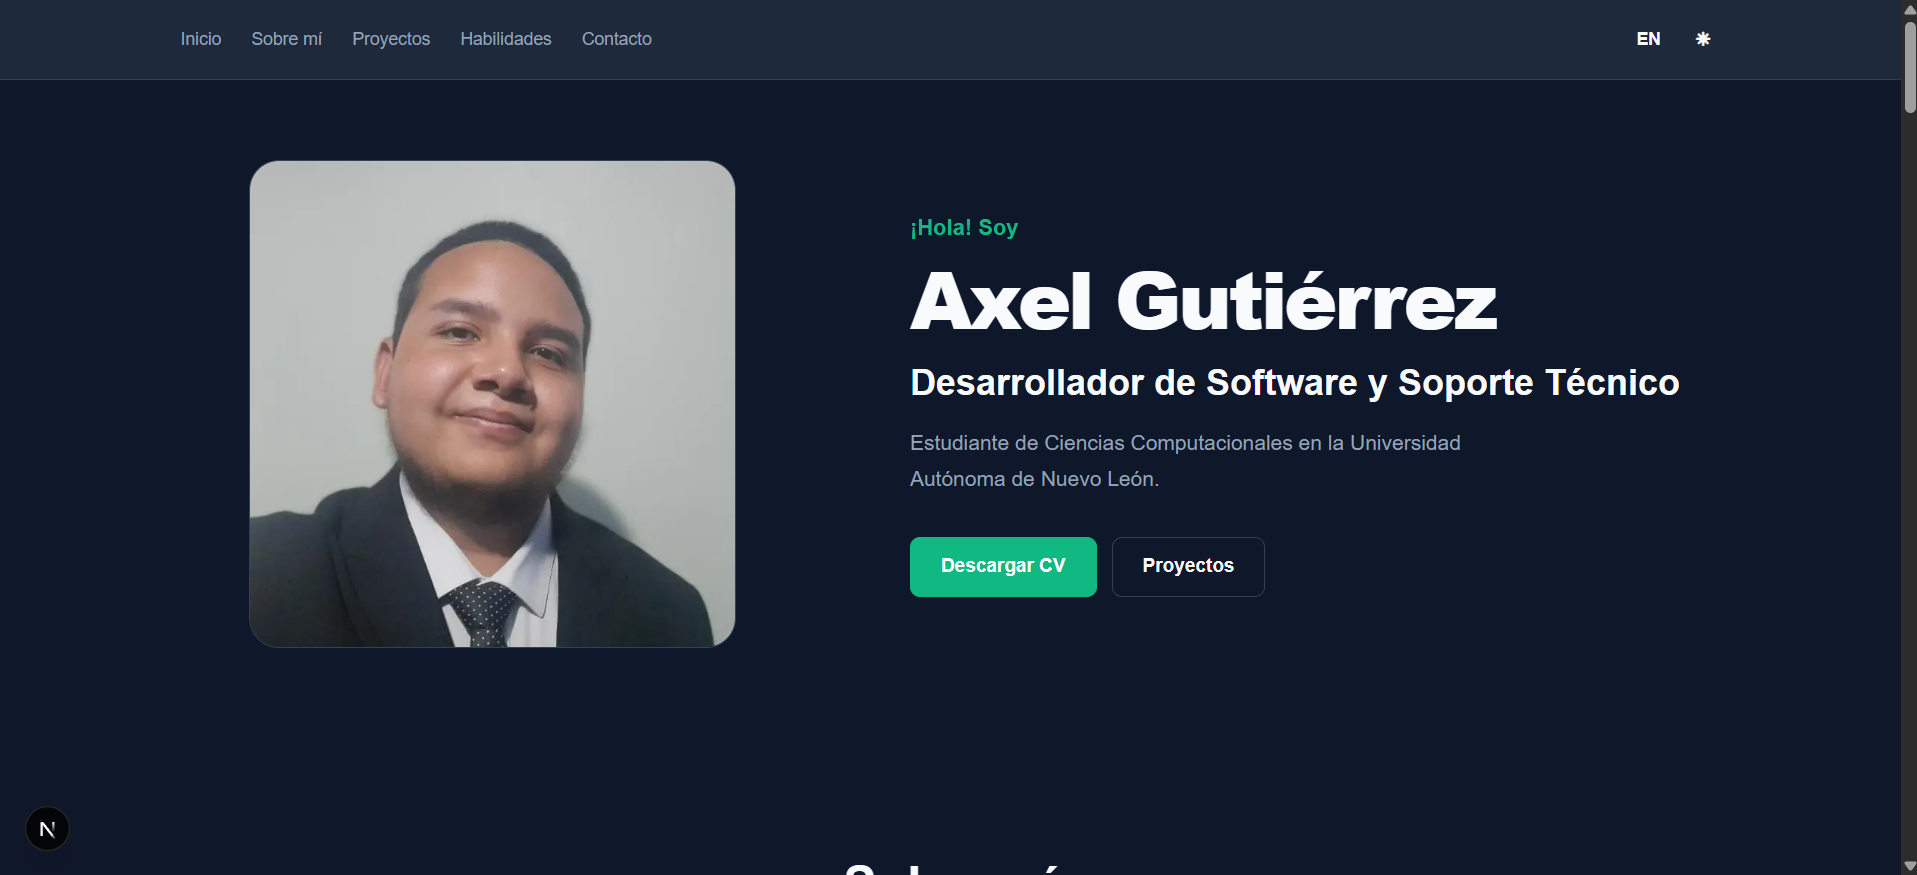 Inicio Sobre mí Proyectos Habilidades Contacto EN
¡Hola! Soy
Axel Gutiérrez
Desarrollador de Software y Soporte Técnico
Estudiante de Ciencias Computacionales en la Universidad
Autónoma de Nuevo León.
Descargar CV Proyectos
N